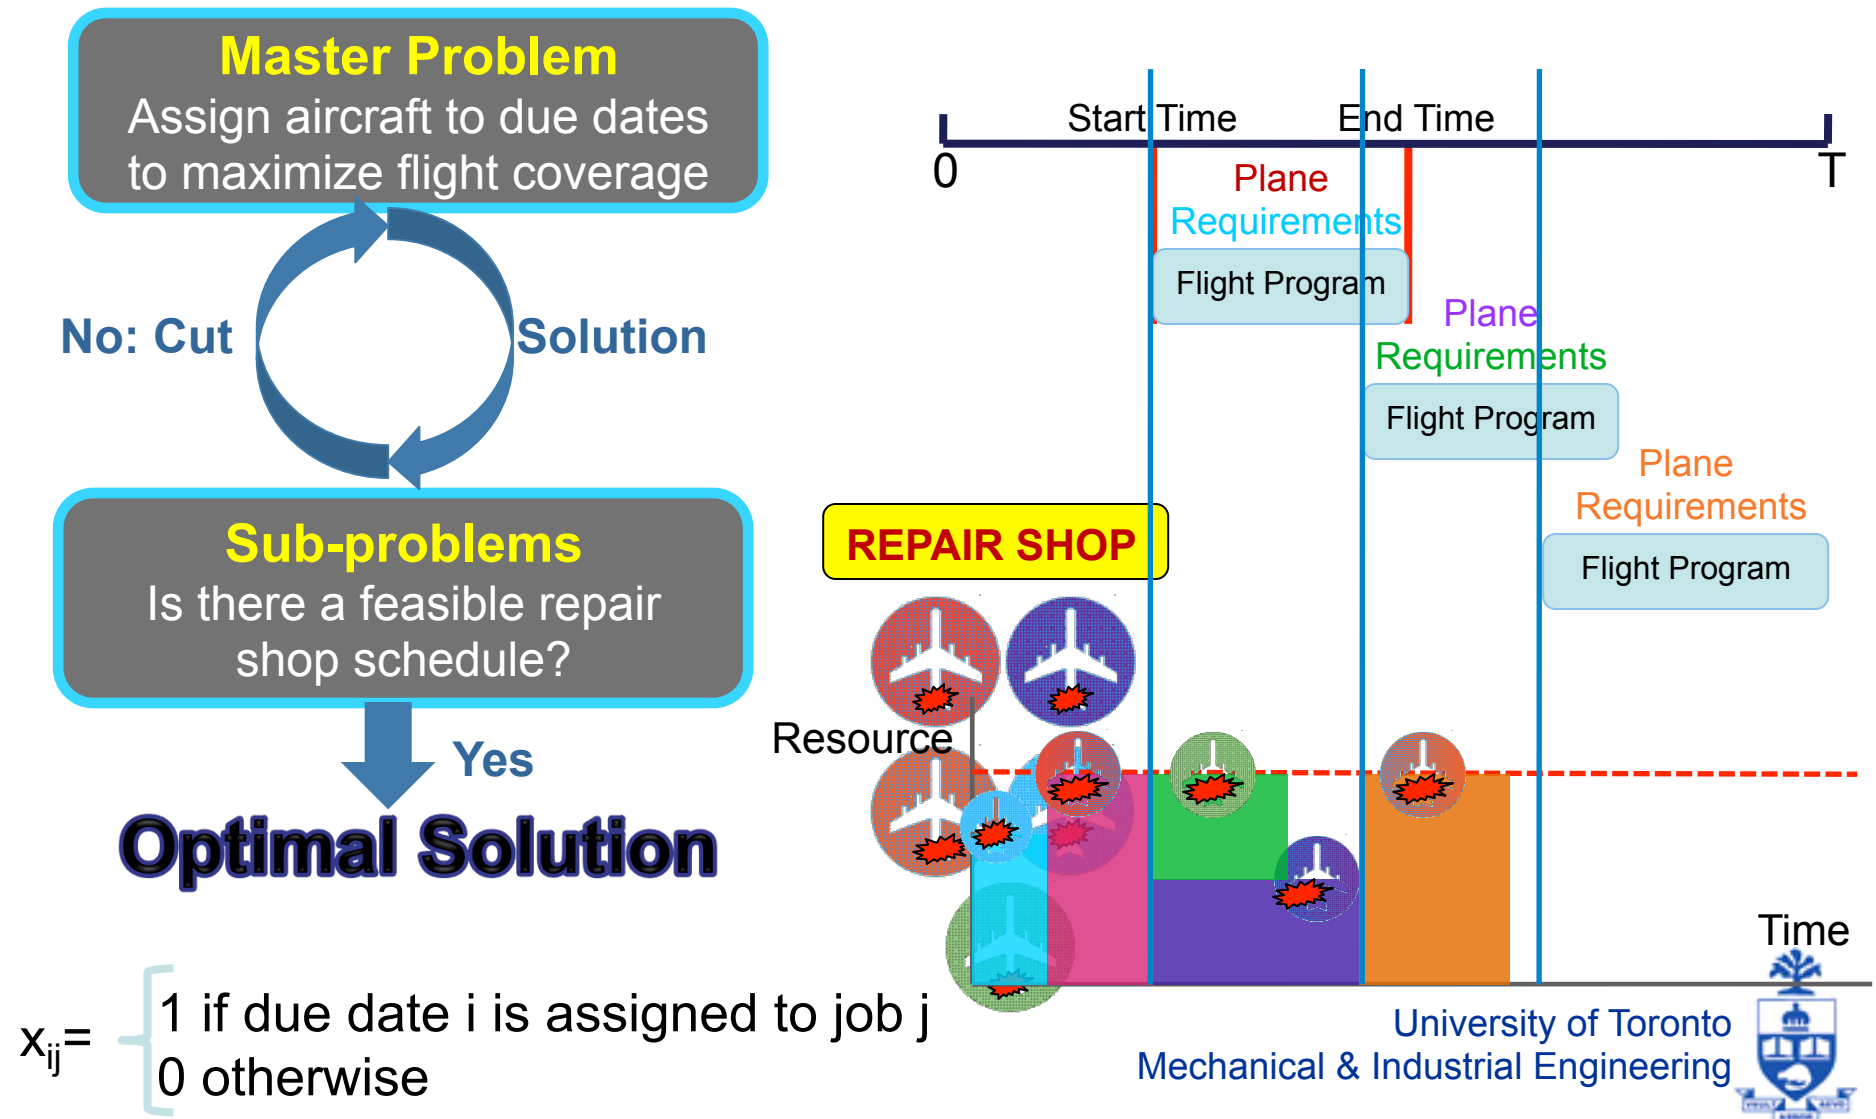 Master Problem
Assign aircraft to due dates
to maximize flight coverage
No: Cut
Solution
Sub-problems
Is there a feasible repair
shop schedule?
Yes
Optimal Solution
xij=
1 if due date i is assigned to job j
0 otherwise
Start Time
End Time
0
T
Plane
Requirements
Flight Program
Plane
Requirements
Flight Program
Plane
Requirements
Flight Program
REPAIR SHOP
Resource
Time
University of Toronto
Mechanical & Industrial Engineering